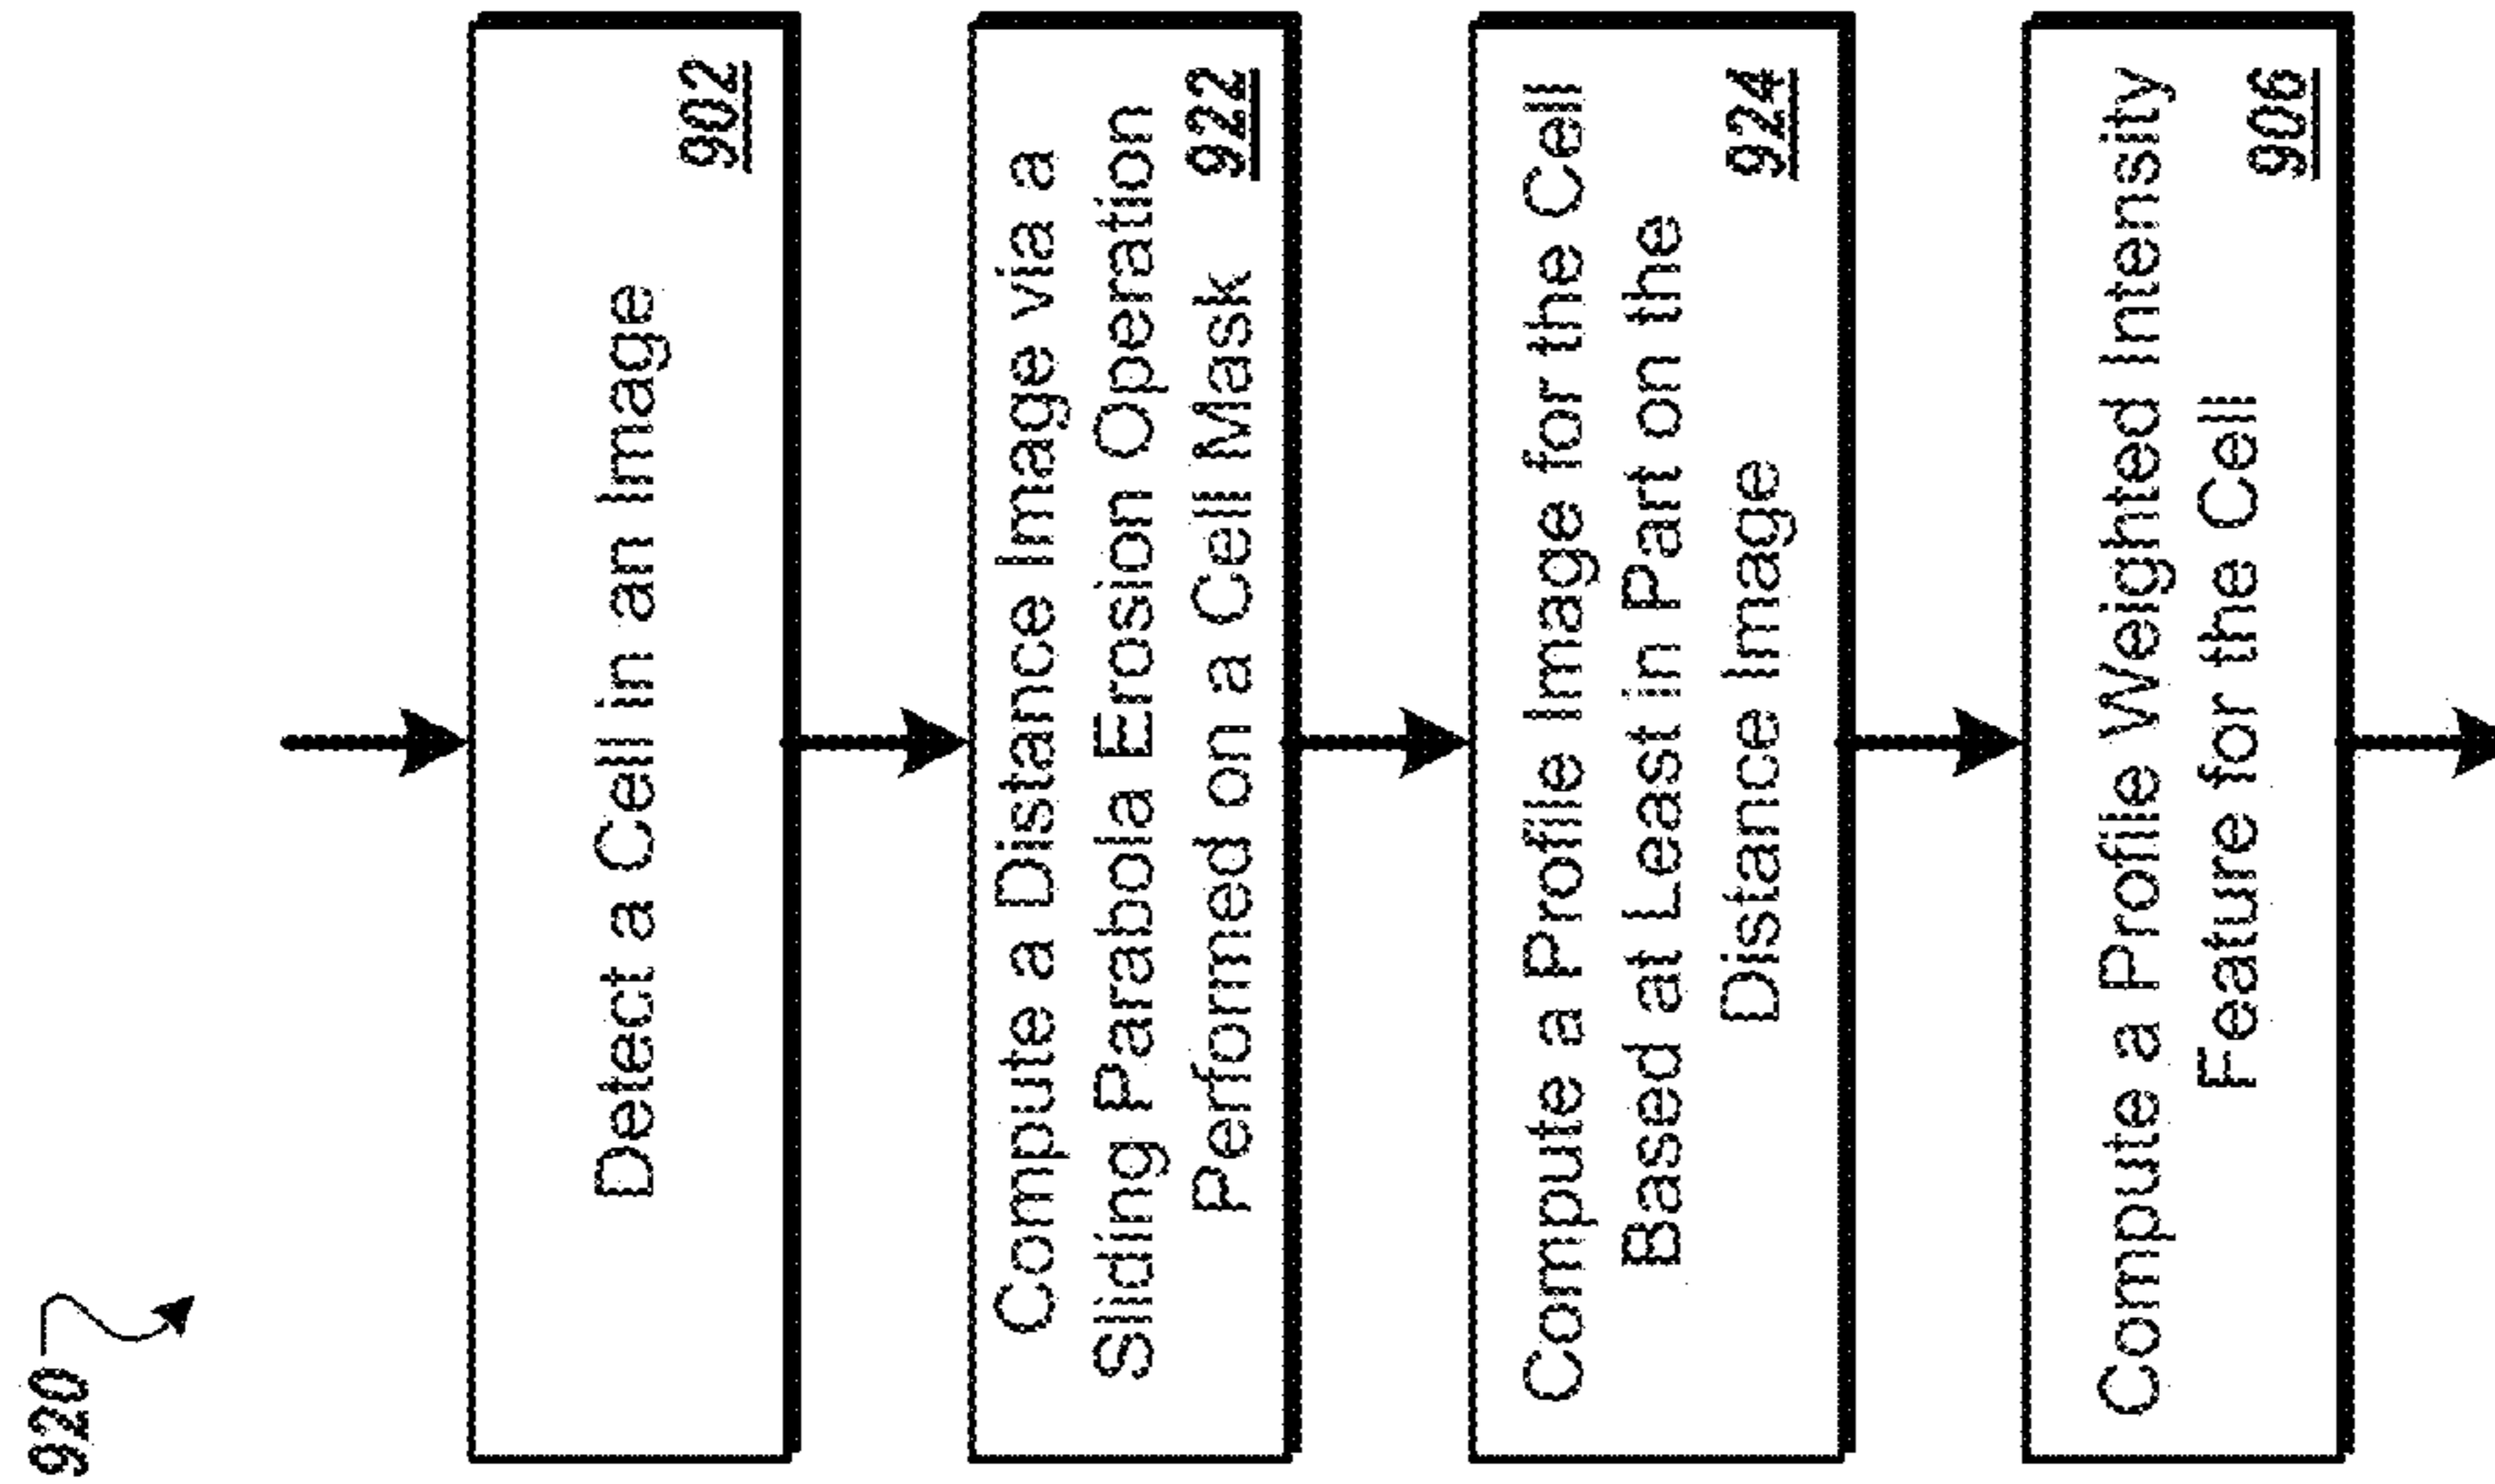 920
Detect a Cell in an Image
902
Compute a Distance Image via a
Sliding Parabola Erosion Operation
Performed on a Cell Mask
922
Compute a Profile Image for the Cell
Based at Least in Part on the
Distance Image
924
Compute a Profile Weighted Intensity
Feature for the Cell
906